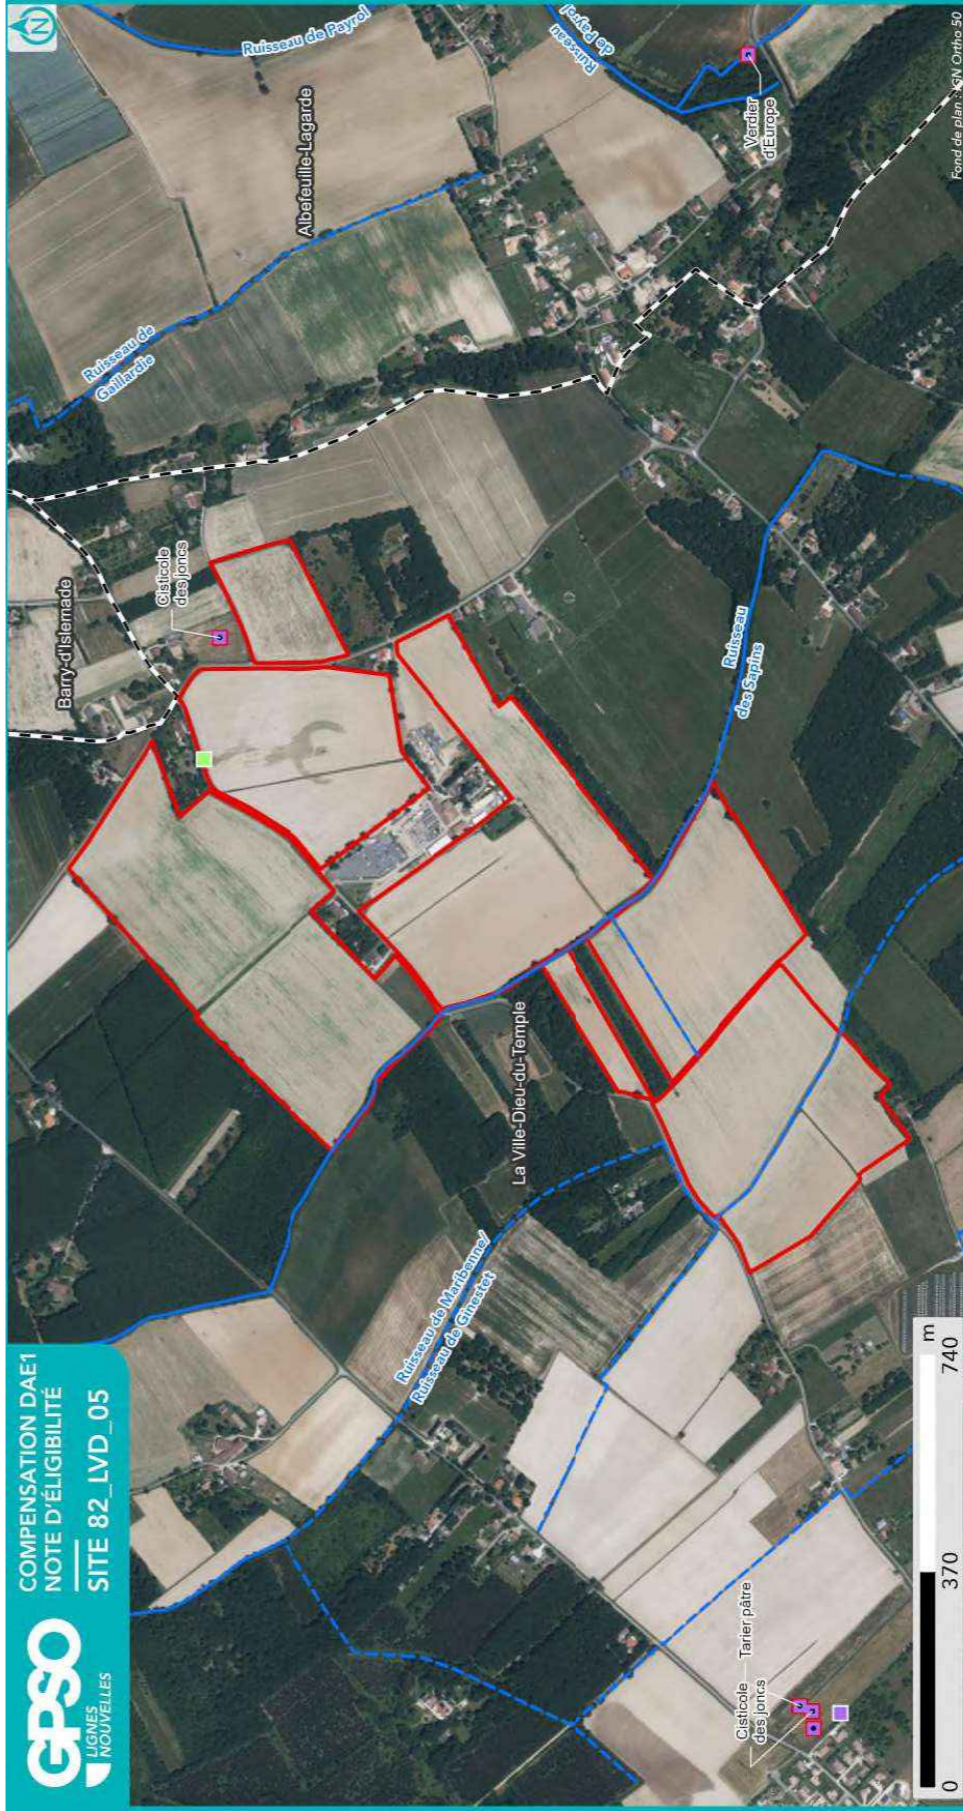 GPSO
LIGNES
NOUVELLES
COMPENSATION DAE1
NOTE D'ÉLIGIBILITÉ
SITE 82_LVD_05
N
Ruisseau de Payrol
Ruisseau
de Payrol
Albefeuille-Lagarde
Verdier
d'Europe
Ruisseau de
Gaillardie
Barry-d'Islemade
Cisticole
des joncs
Ruisseau
des Sapins
La Ville-Dieu-du-Temple
Ruisseau de Maribenne/
Ruisseau de Ginestet
Cisticole
des joncs
Tarier pâtre
0 370 740
m
Fond de plan : IGN Ortho 50